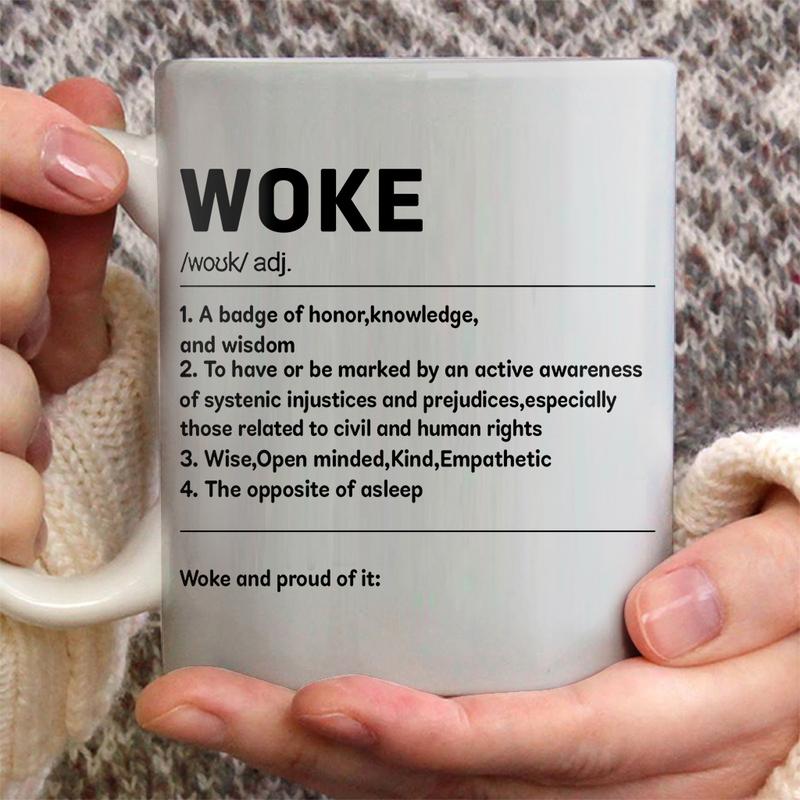 WOKE
/woʊk/ adj.
1. A badge of honor,knowledge,
and wisdom
2. To have or be marked by an active awareness
of systenic injustices and prejudices,especially
those related to civil and human rights
3. Wise,Open minded,Kind,Empathetic
4. The opposite of asleep
Woke and proud of it: